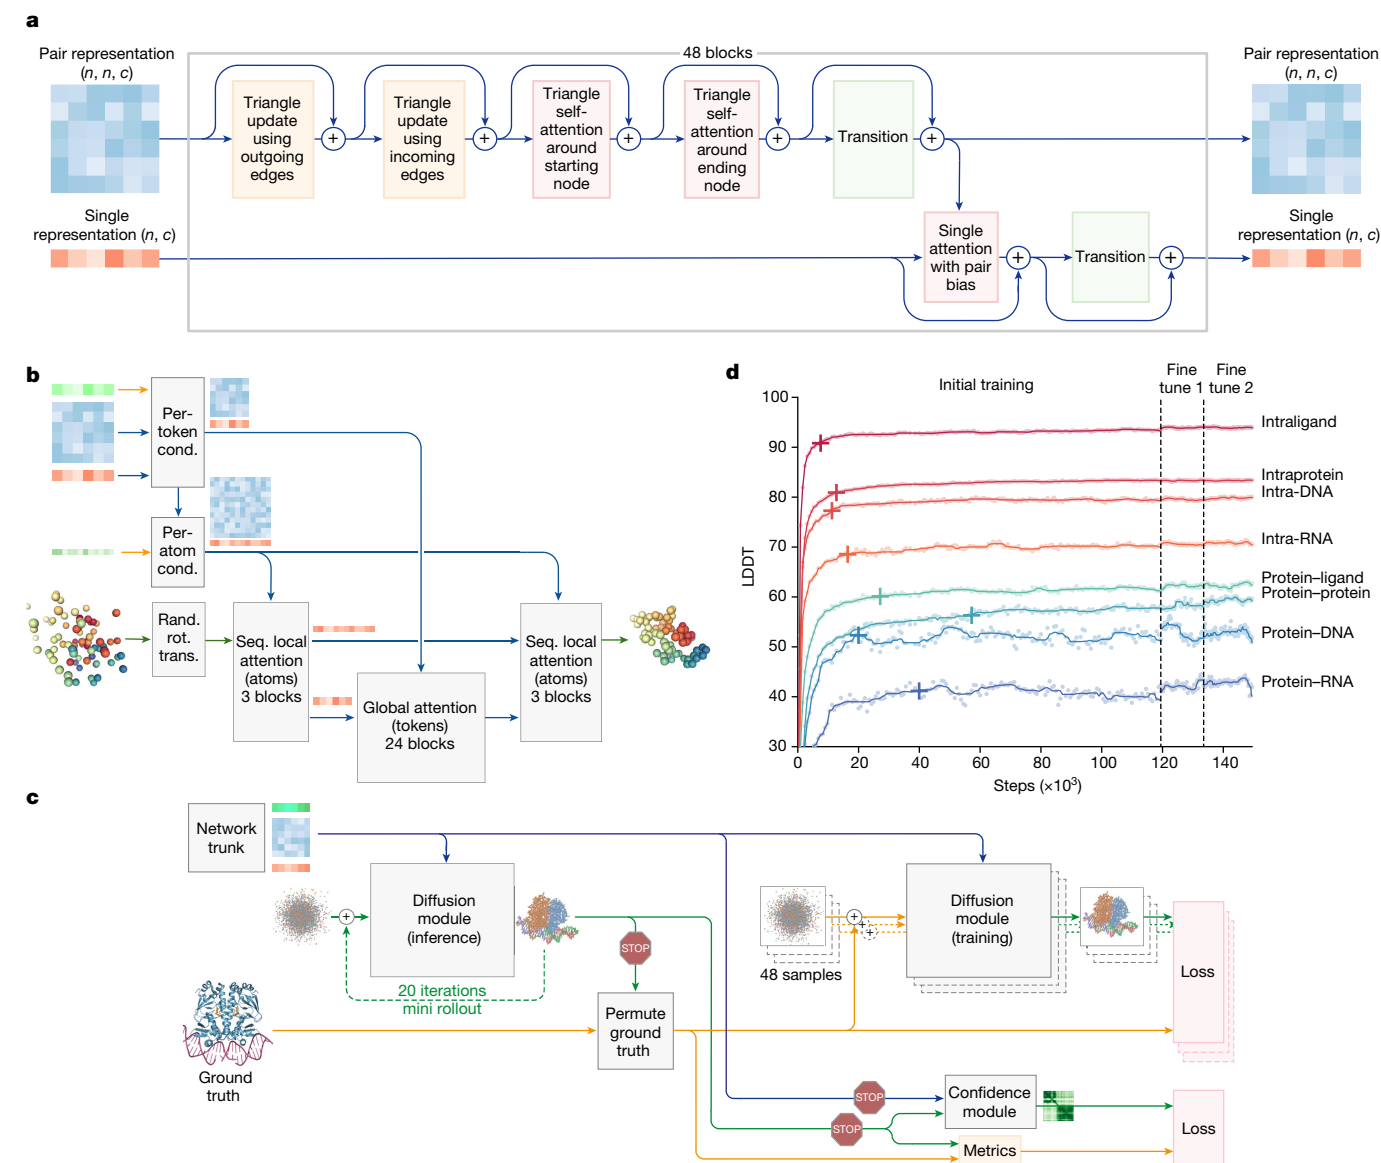 a
Pair representation
(n, n, c)
48 blocks
Pair representation
(n, n, c)
Triangle
update
using
outgoing
edges
+
Triangle
update
using
incoming
edges
+
Triangle
self-
attention
around
starting
node
+
Triangle
self-
attention
around
ending
node
+
Transition
+
Single
representation (n, c)
Single
attention
with pair
bias
+
Transition
+
Single
representation (n, c)
b
Per-
token
cond.
Per-
atom
cond.
Rand.
rot.
trans.
Seq. local
attention
(atoms)
3 blocks
Global attention
(tokens)
24 blocks
Seq. local
attention
(atoms)
3 blocks
d
Initial training
Fine
tune 1
Fine
tune 2
LDDT
100
90
80
70
60
50
40
30
0
20
40
60
80
100
120
140
Steps (×10³)
Intraligand
Intraprotein
Intra-DNA
Intra-RNA
Protein–ligand
Protein–protein
Protein–DNA
Protein–RNA
c
Network
trunk
+
Diffusion
module
(inference)
20 iterations
mini rollout
STOP
Ground
truth
Permute
ground
truth
48 samples
+
+
+
Diffusion
module
(training)
Loss
STOP
Confidence
module
STOP
Metrics
Loss